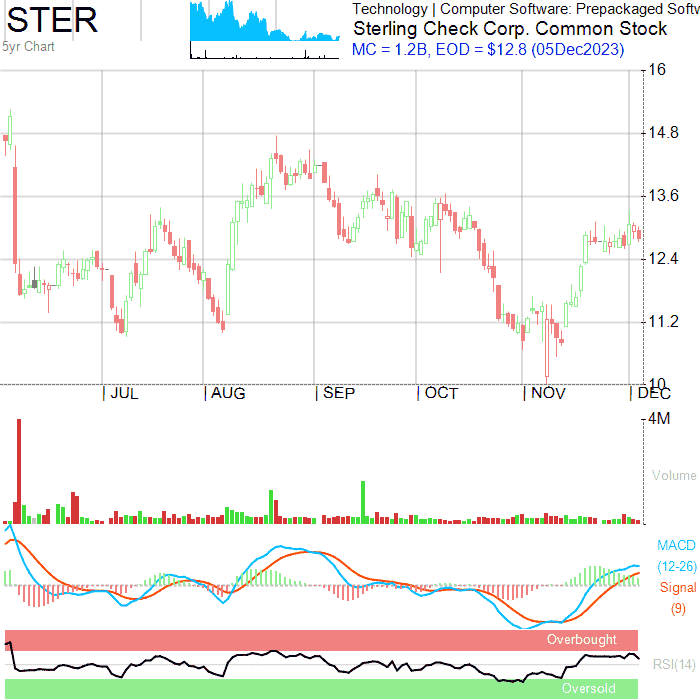 STER
5yr Chart
Technology | Computer Software: Prepackaged Softw
Sterling Check Corp. Common Stock
MC = 1.2B, EOD = $12.8 (05Dec2023)
16
14.8
13.6
12.4
11.2
10
JUL
AUG
SEP
OCT
NOV
DEC
4M
Volume
MACD
(12-26)
Signal
(9)
Overbought
RSI(14)
Oversold